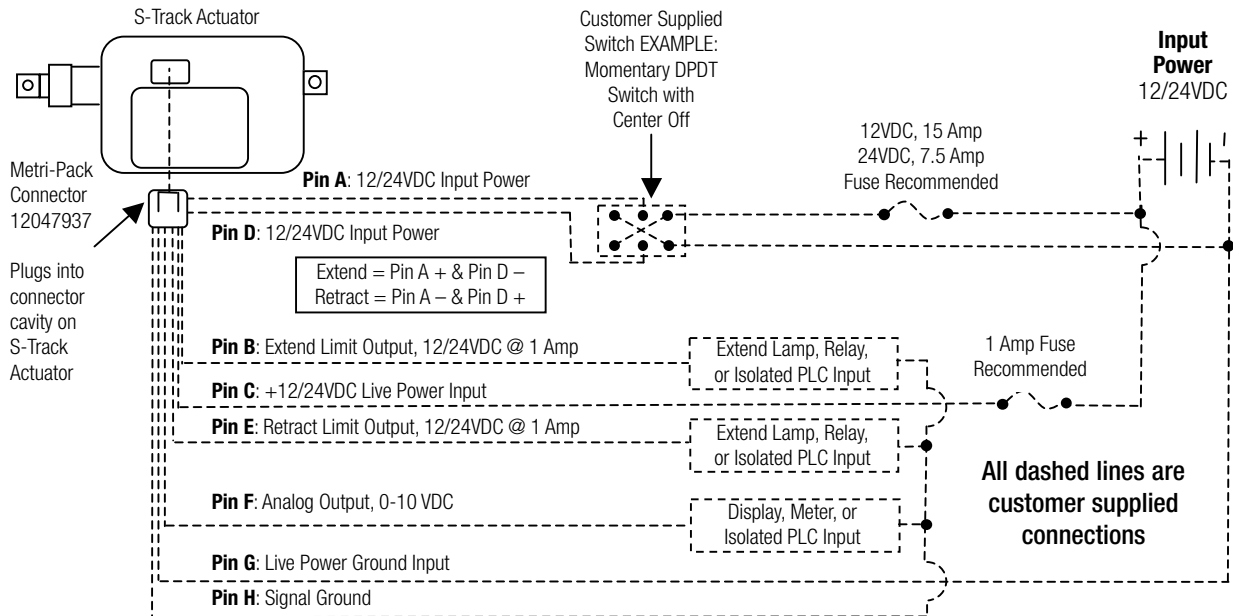 S-Track Actuator
Customer Supplied
Switch EXAMPLE:
Momentary DPDT
Switch with
Center Off
Input
Power
12/24VDC
+
-
12VDC, 15 Amp
24VDC, 7.5 Amp
Fuse Recommended
Metri-Pack
Connector
12047937
Plugs into
connector
cavity on
S-Track
Actuator
Pin A: 12/24VDC Input Power
Pin D: 12/24VDC Input Power
Extend = Pin A + & Pin D –
Retract = Pin A – & Pin D +
Pin B: Extend Limit Output, 12/24VDC @ 1 Amp
Extend Lamp, Relay,
or Isolated PLC Input
1 Amp Fuse
Recommended
Pin C: +12/24VDC Live Power Input
Pin E: Retract Limit Output, 12/24VDC @ 1 Amp
Extend Lamp, Relay,
or Isolated PLC Input
All dashed lines are
customer supplied
connections
Pin F: Analog Output, 0-10 VDC
Display, Meter, or
Isolated PLC Input
Pin G: Live Power Ground Input
Pin H: Signal Ground